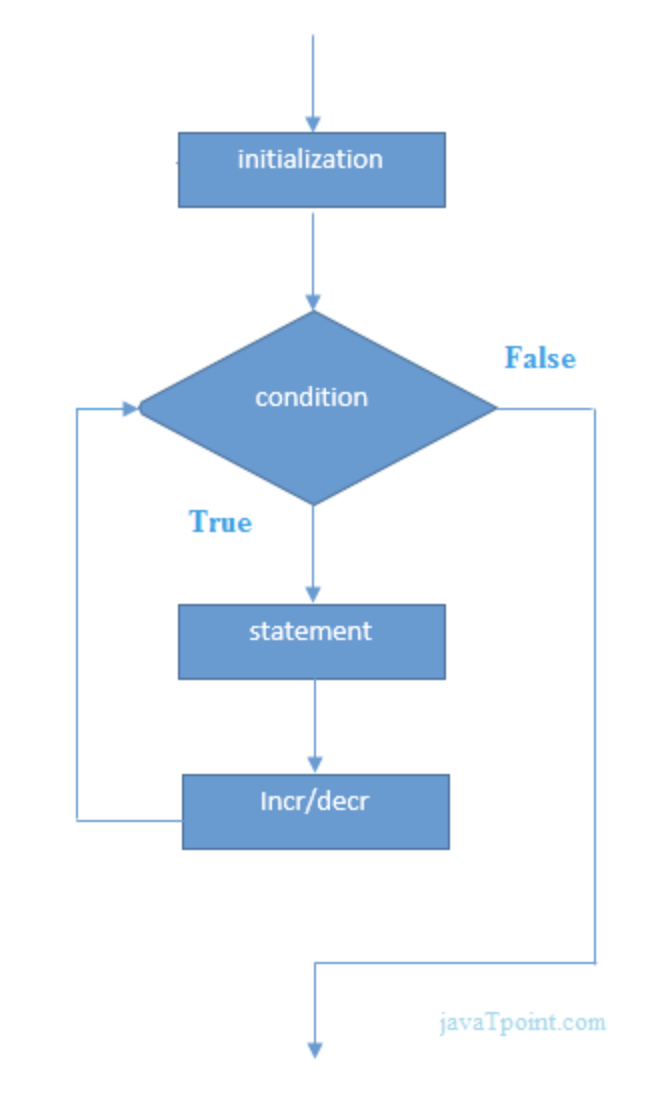 initialization
condition
False
True
statement
Incr/decr
javaTpoint.com